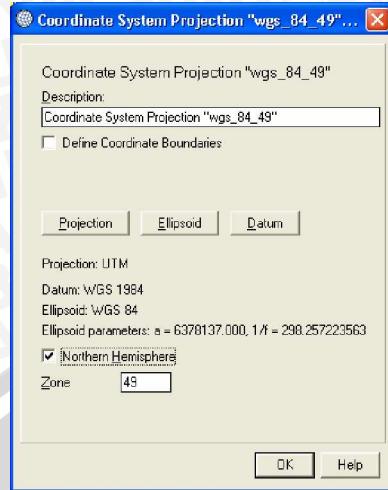 Coordinate System Projection "wgs_84_49"...
Coordinate System Projection "wgs_84_49"
Description:
Coordinate System Projection "wgs_84_49"
Define Coordinate Boundaries
Projection Ellipsoid Datum
Projection: UTM
Datum: WGS 1984
Ellipsoid: WGS 84
Ellipsoid parameters: a = 6378137.000, 1/f = 298.257223563
Northern Hemisphere
Zone 49
OK Help